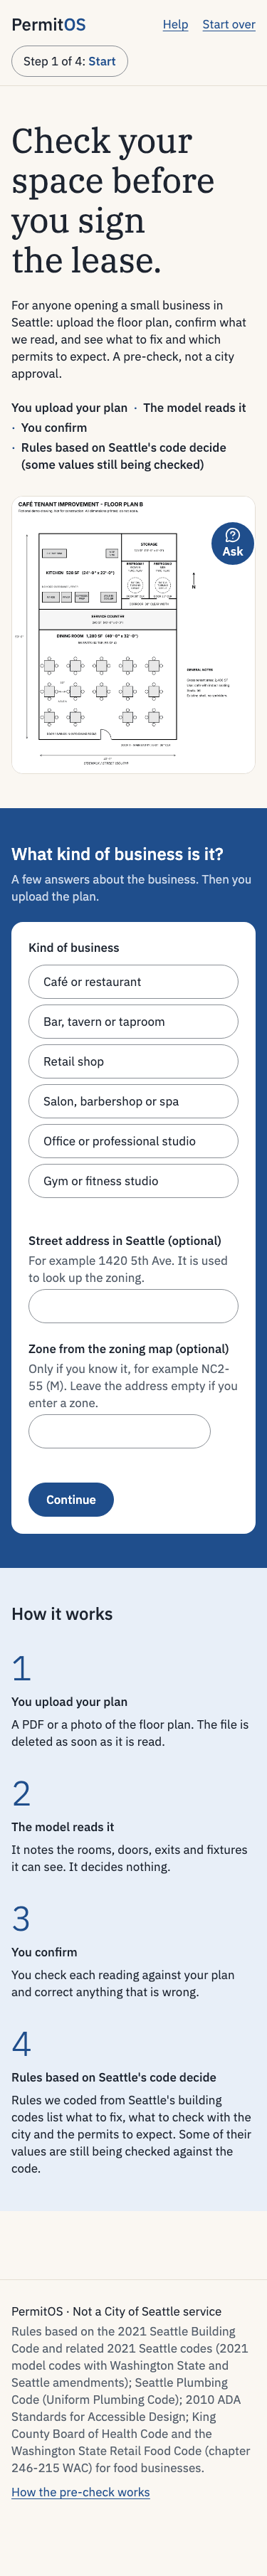 PermitOS
Help
Start over
Step 1 of 4: Start
Check your
space before
you sign
the lease.
For anyone opening a small business in
Seattle: upload the floor plan, confirm what
we read, and see what to fix and which
permits to expect. A pre-check, not a city
approval.
You upload your plan · The model reads it
· You confirm
· Rules based on Seattle's code decide
(some values still being checked)
CAFÉ TENANT IMPROVEMENT - FLOOR PLAN B
Ask
STORAGE
N
SERVICE COUNTER
GENERAL NOTES
What kind of business is it?
A few answers about the business. Then you
upload the plan.
Kind of business
Café or restaurant
Bar, tavern or taproom
Retail shop
Salon, barbershop or spa
Office or professional studio
Gym or fitness studio
Street address in Seattle (optional)
For example 1420 5th Ave. It is used
to look up the zoning.
Zone from the zoning map (optional)
Only if you know it, for example NC2-
55 (M). Leave the address empty if you
enter a zone.
Continue
How it works
1
You upload your plan
A PDF or a photo of the floor plan. The file is
deleted as soon as it is read.
2
The model reads it
It notes the rooms, doors, exits and fixtures
it can see. It decides nothing.
3
You confirm
You check each reading against your plan
and correct anything that is wrong.
4
Rules based on Seattle's code decide
Rules we coded from Seattle's building
codes list what to fix, what to check with the
city and the permits to expect. Some of their
values are still being checked against the
code.
PermitOS · Not a City of Seattle service
Rules based on the 2021 Seattle Building
Code and related 2021 Seattle codes (2021
model codes with Washington State and
Seattle amendments); Seattle Plumbing
Code (Uniform Plumbing Code); 2010 ADA
Standards for Accessible Design; King
County Board of Health Code and the
Washington State Retail Food Code (chapter
246-215 WAC) for food businesses.
How the pre-check works